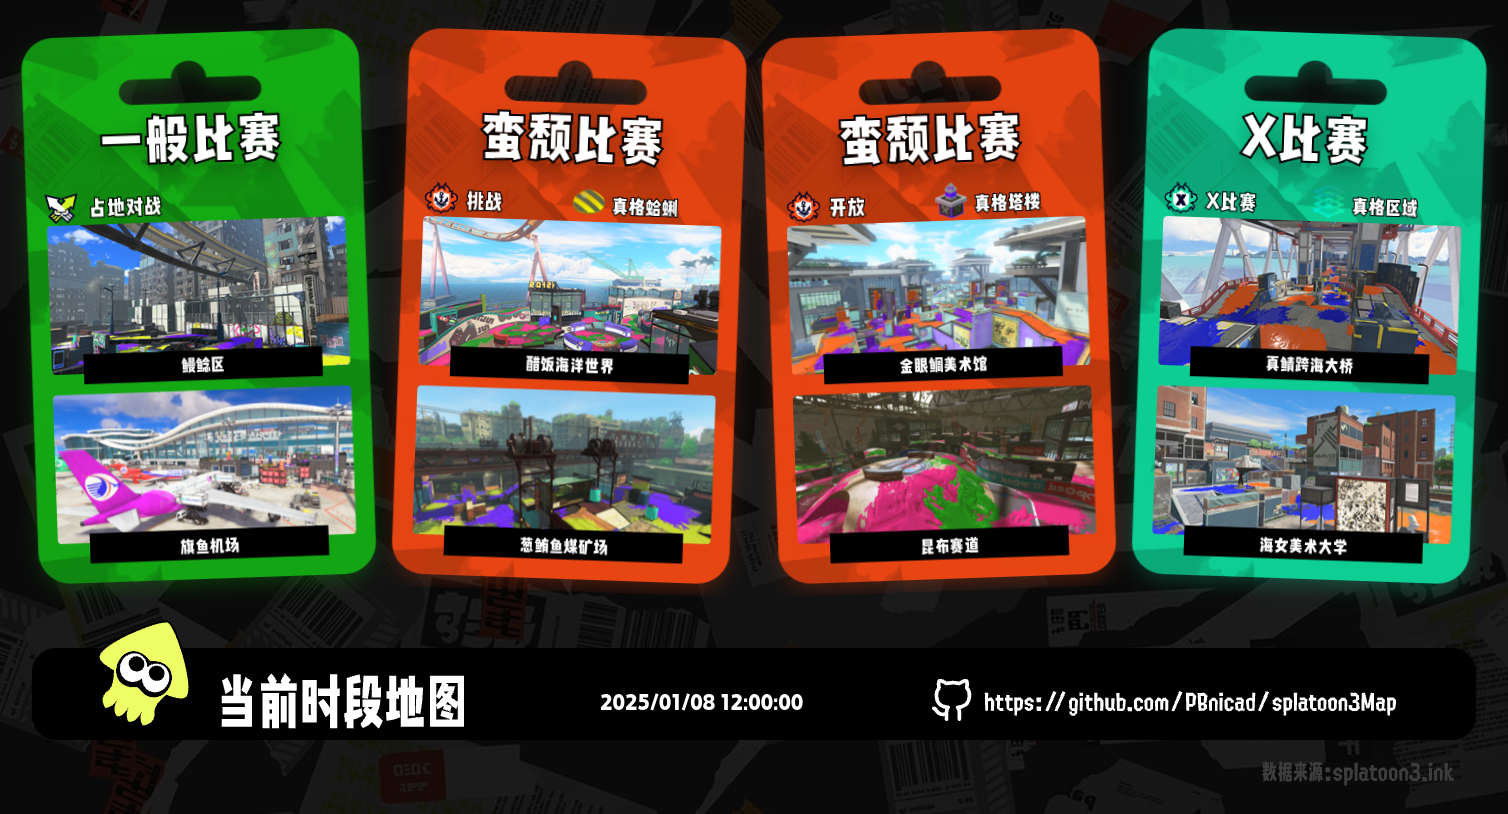 一般比赛
占地对战
鳗鲶区
旗鱼机场
蛮颓比赛
挑战
真格蛤蜊
醋饭海洋世界
葱鲔鱼煤矿场
蛮颓比赛
开放
真格塔楼
金眼鲷美术馆
昆布赛道
X比赛
X比赛
真格区域
真鲭跨海大桥
海女美术大学
当前时段地图
2025/01/08 12:00:00
https://github.com/PBnicad/splatoon3Map
数据来源:splatoon3.ink